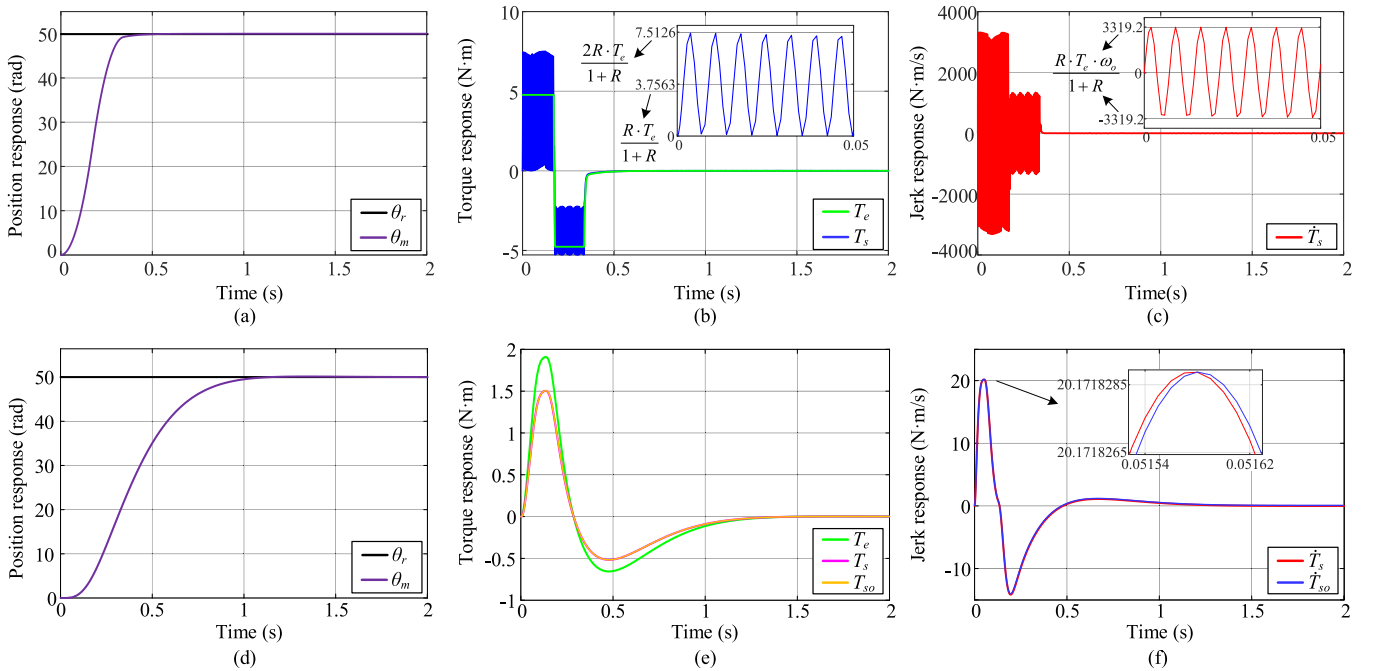 Position response (rad)
50
40
30
20
10
0
0 0.5 1 1.5 2
θr
θm
Time (s)
(a)
Torque response (N·m)
10
5
0
-5
0 0.5 1 1.5 2
2R·Te
1+R
R·Te
1+R
7.5126
3.7563
0
0 0.05
Te
Ts
Time (s)
(b)
Jerk response (N·m/s)
4000
2000
0
-2000
-4000
0 0.5 1 1.5 2
R·Te·ωo
1+R
3319.2
0
-3319.2
0 0.05
Ṫs
Time(s)
(c)
Position response (rad)
50
40
30
20
10
0
0 0.5 1 1.5 2
θr
θm
Time (s)
(d)
Torque response (N·m)
2
1.5
1
0.5
0
-0.5
-1
0 0.5 1 1.5 2
Te
Ts
Tso
Time (s)
(e)
Jerk response (N·m/s)
20
10
0
-10
0 0.5 1 1.5 2
20.1718285
20.1718265
0.05154 0.05162
Ṫs
Ṫso
Time (s)
(f)